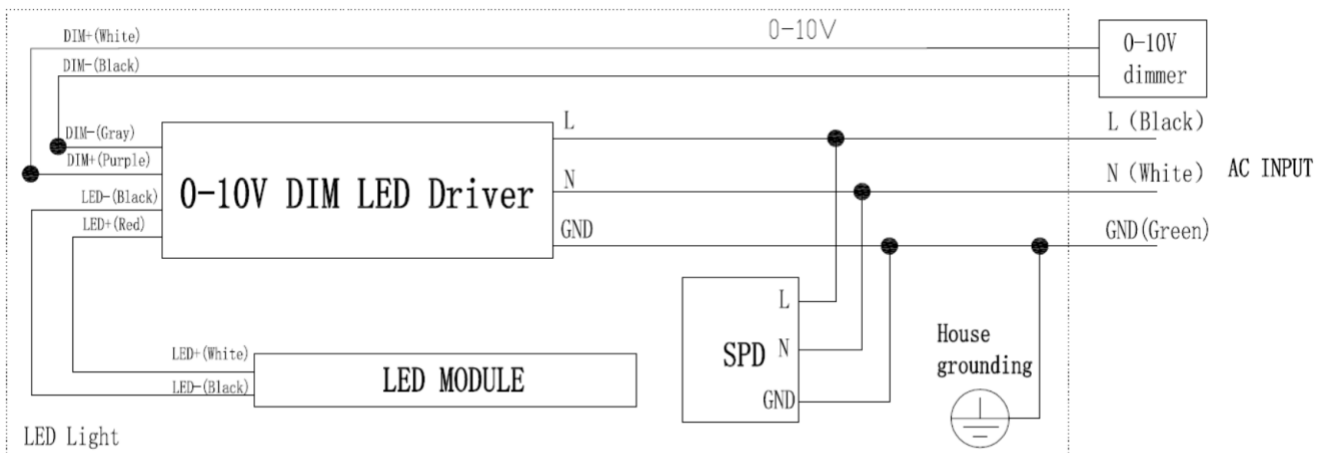 DIM+(White)
0-10V
0-10V
dimmer
DIM-(Black)
DIM-(Gray)
DIM+(Purple)
LED-(Black)
LED+(Red)
0-10V DIM LED Driver
L
N
GND
L (Black)
N (White)
GND(Green)
AC INPUT
LED+(White)
LED-(Black)
LED MODULE
SPD
L
N
GND
House
grounding
LED Light